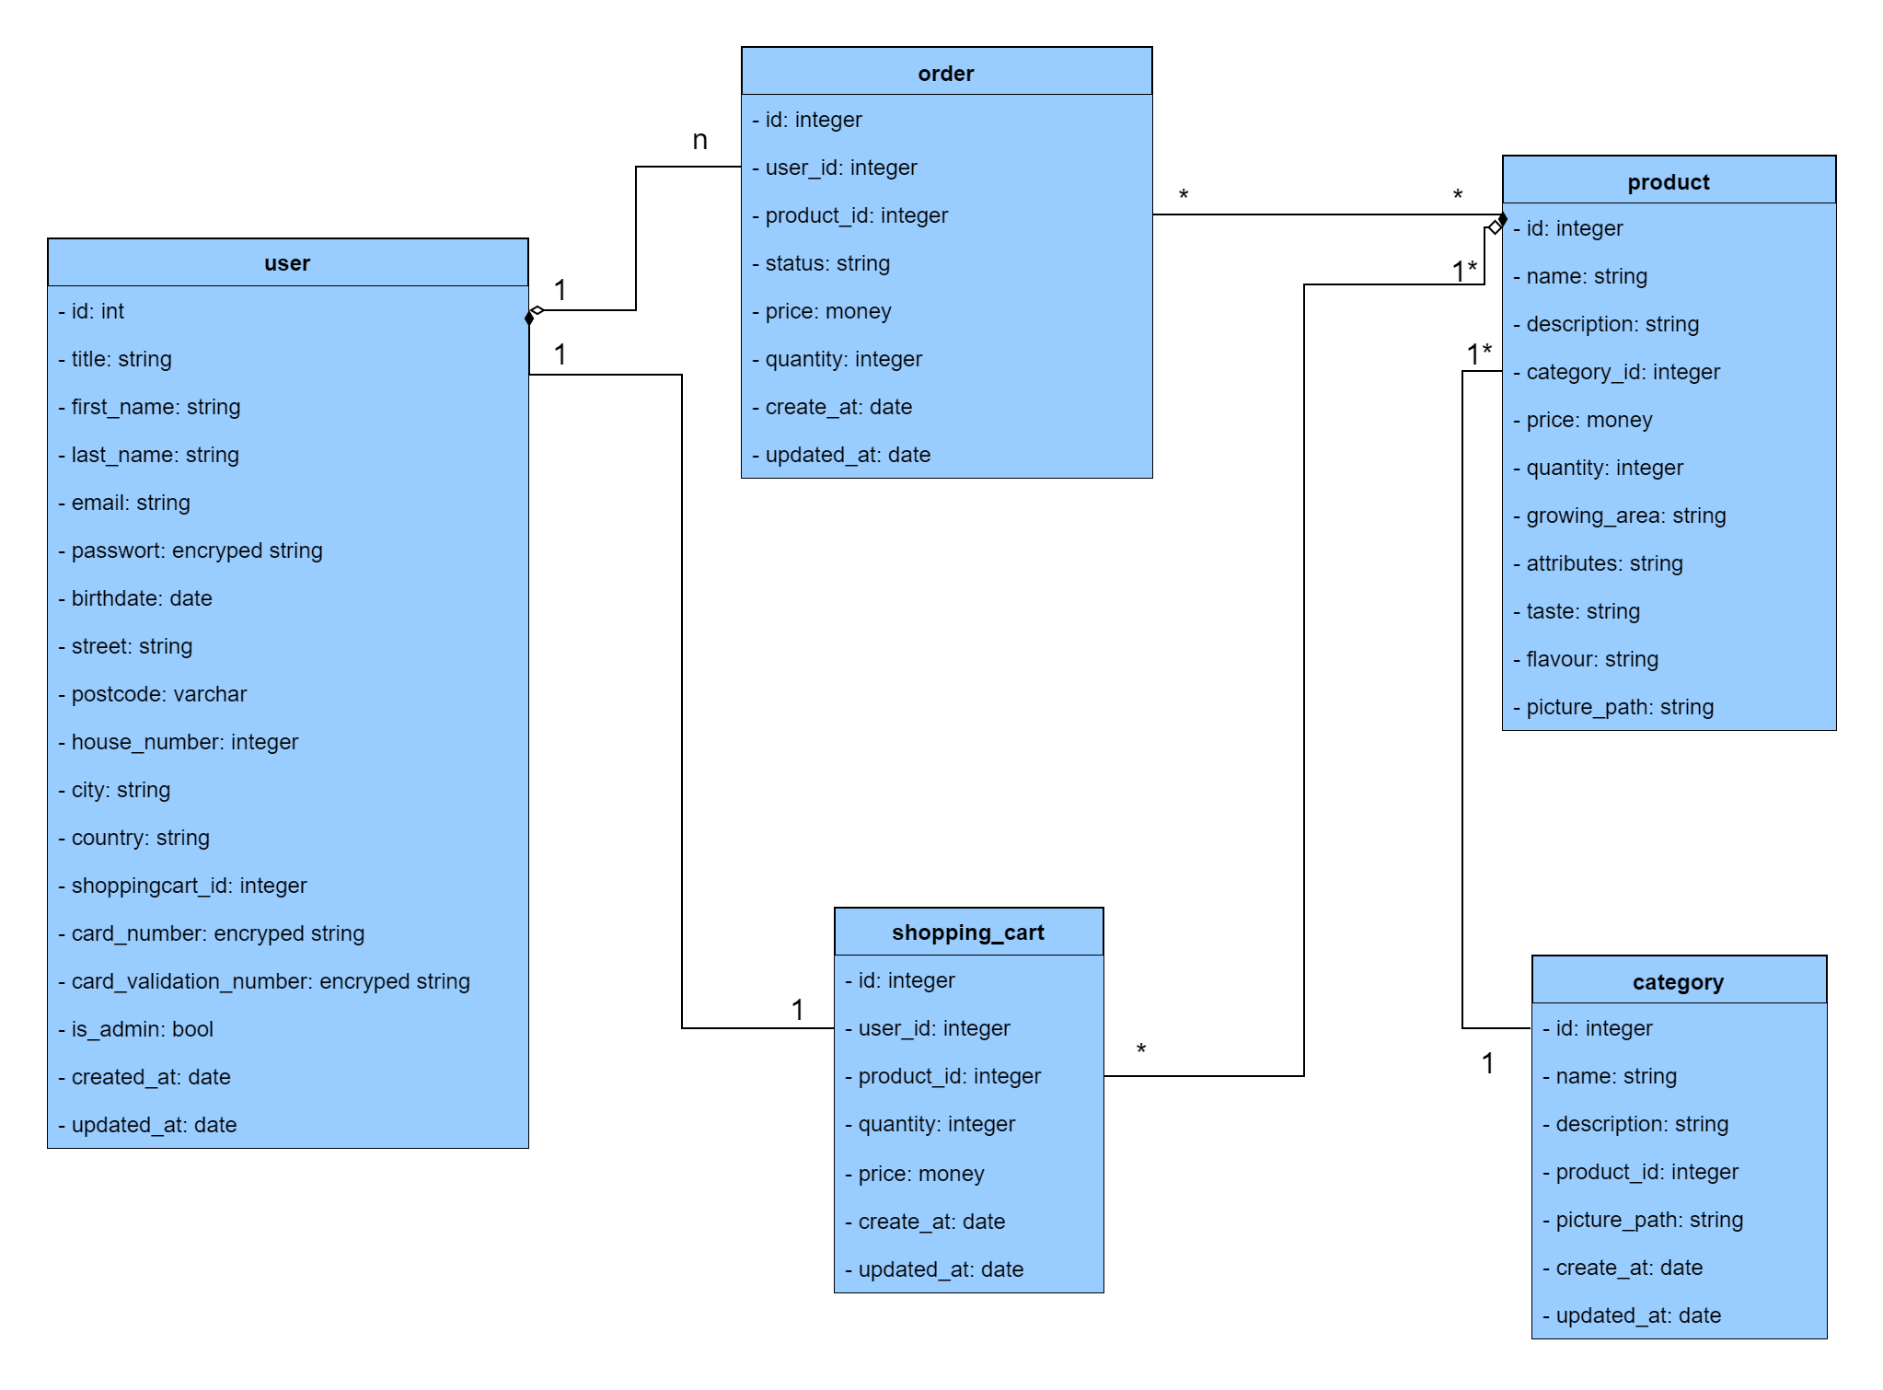 order
- id: integer
- user_id: integer
- product_id: integer
- status: string
- price: money
- quantity: integer
- create_at: date
- updated_at: date
n
1
1
user
- id: int
- title: string
- first_name: string
- last_name: string
- email: string
- passwort: encryped string
- birthdate: date
- street: string
- postcode: varchar
- house_number: integer
- city: string
- country: string
- shoppingcart_id: integer
- card_number: encryped string
- card_validation_number: encryped string
- is_admin: bool
- created_at: date
- updated_at: date
*
*
1*
1*
product
- id: integer
- name: string
- description: string
- category_id: integer
- price: money
- quantity: integer
- growing_area: string
- attributes: string
- taste: string
- flavour: string
- picture_path: string
1
shopping_cart
- id: integer
- user_id: integer
- product_id: integer
- quantity: integer
- price: money
- create_at: date
- updated_at: date
*
1
category
- id: integer
- name: string
- description: string
- product_id: integer
- picture_path: string
- create_at: date
- updated_at: date